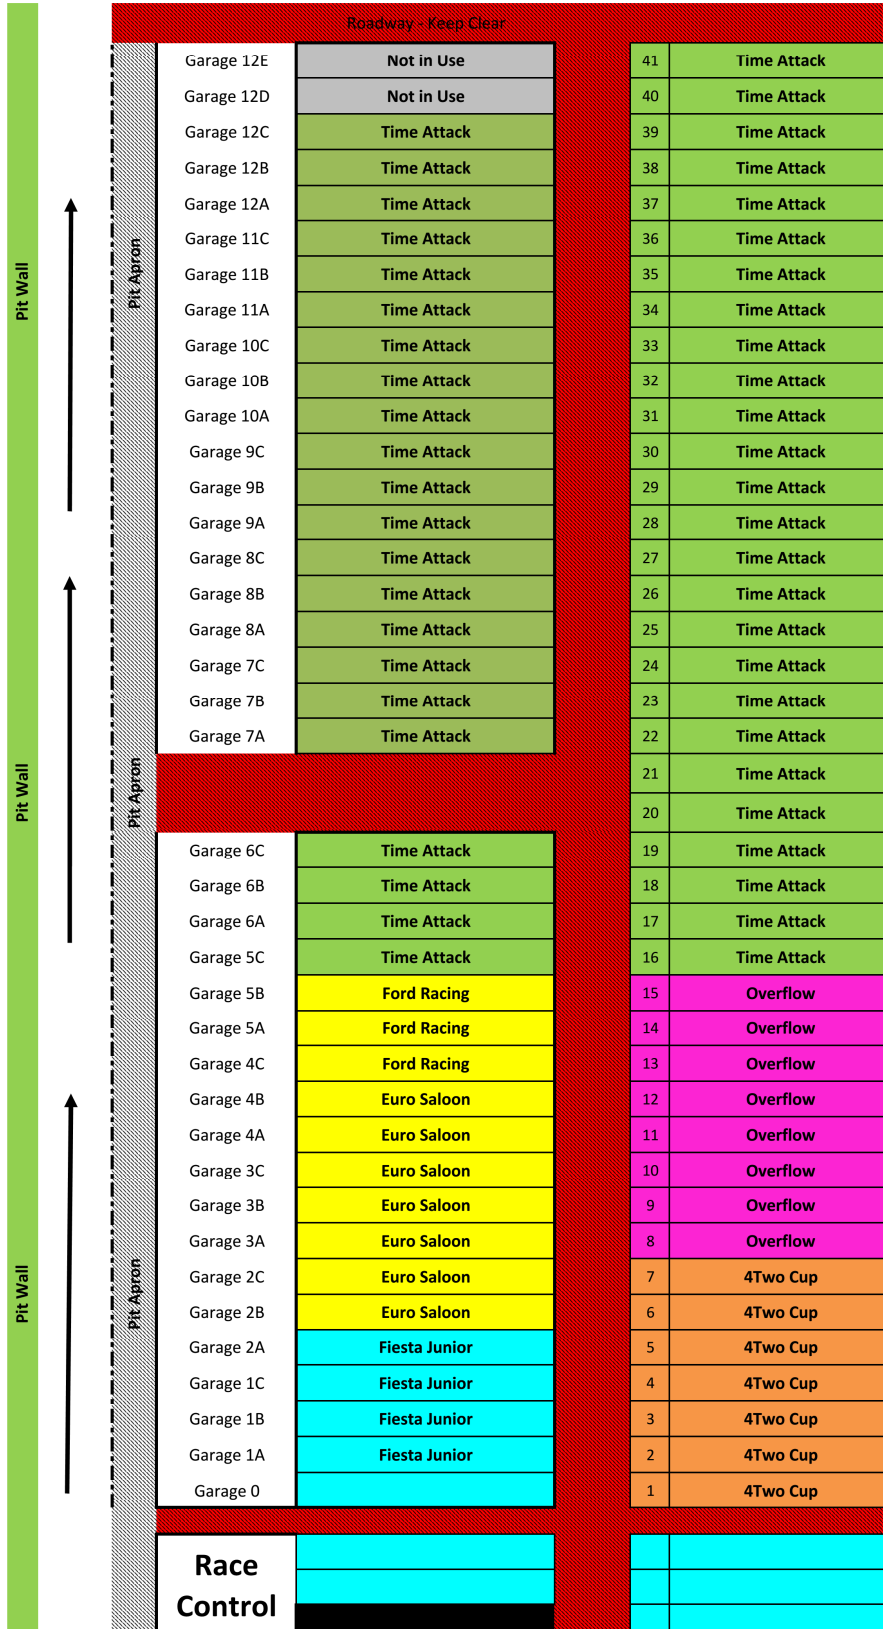 Roadway - Keep Clear
Garage 12E Not in Use 41 Time Attack
Garage 12D Not in Use 40 Time Attack
Garage 12C Time Attack 39 Time Attack
Garage 12B Time Attack 38 Time Attack
Garage 12A Time Attack 37 Time Attack
Garage 11C Time Attack 36 Time Attack
Garage 11B Time Attack 35 Time Attack
Garage 11A Time Attack 34 Time Attack
Garage 10C Time Attack 33 Time Attack
Garage 10B Time Attack 32 Time Attack
Garage 10A Time Attack 31 Time Attack
Garage 9C Time Attack 30 Time Attack
Garage 9B Time Attack 29 Time Attack
Garage 9A Time Attack 28 Time Attack
Garage 8C Time Attack 27 Time Attack
Garage 8B Time Attack 26 Time Attack
Garage 8A Time Attack 25 Time Attack
Garage 7C Time Attack 24 Time Attack
Garage 7B Time Attack 23 Time Attack
Garage 7A Time Attack 22 Time Attack
21 Time Attack
20 Time Attack
Garage 6C Time Attack 19 Time Attack
Garage 6B Time Attack 18 Time Attack
Garage 6A Time Attack 17 Time Attack
Garage 5C Time Attack 16 Time Attack
Garage 5B Ford Racing 15 Overflow
Garage 5A Ford Racing 14 Overflow
Garage 4C Ford Racing 13 Overflow
Garage 4B Euro Saloon 12 Overflow
Garage 4A Euro Saloon 11 Overflow
Garage 3C Euro Saloon 10 Overflow
Garage 3B Euro Saloon 9 Overflow
Garage 3A Euro Saloon 8 Overflow
Garage 2C Euro Saloon 7 4Two Cup
Garage 2B Euro Saloon 6 4Two Cup
Garage 2A Fiesta Junior 5 4Two Cup
Garage 1C Fiesta Junior 4 4Two Cup
Garage 1B Fiesta Junior 3 4Two Cup
Garage 1A Fiesta Junior 2 4Two Cup
Garage 0 1 4Two Cup
Race
Control
Pit Wall
Pit Apron
Pit Wall
Pit Apron
Pit Wall
Pit Apron